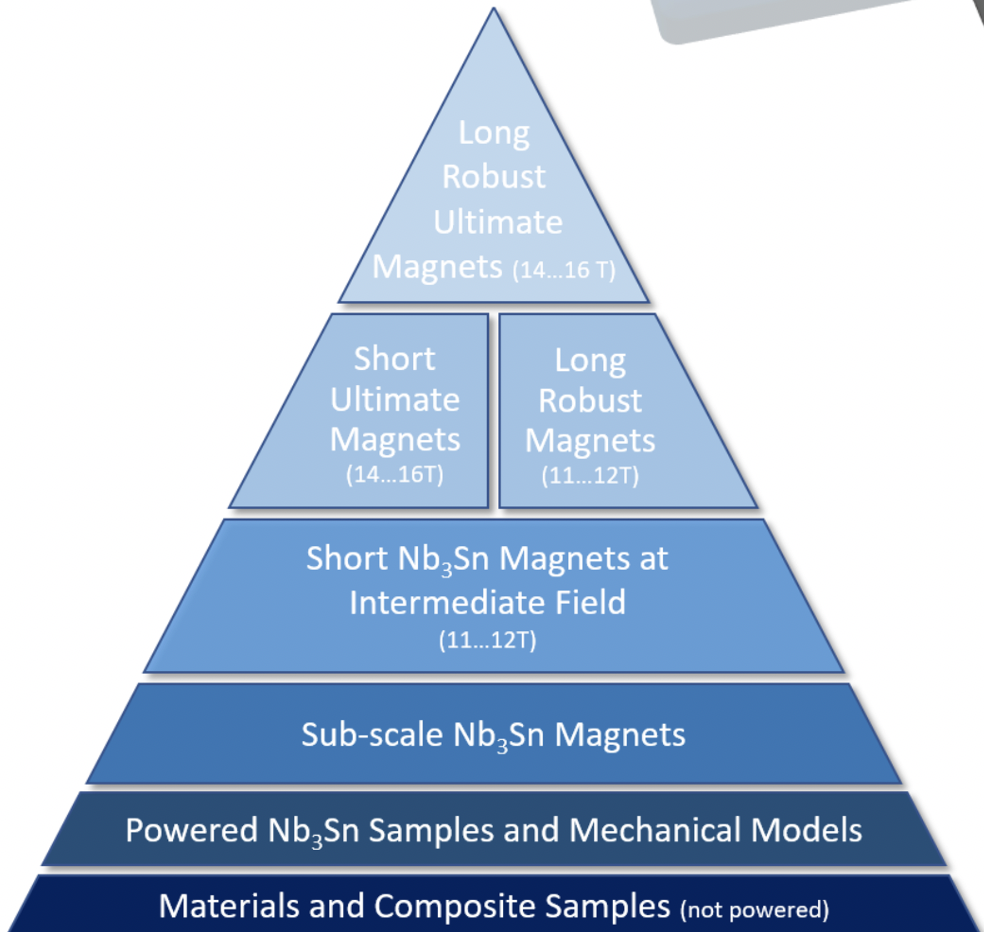 Long
Robust
Ultimate
Magnets (14...16 T)
Short
Ultimate
Magnets
(14...16T)
Long
Robust
Magnets
(11...12T)
Short Nb₃Sn Magnets at
Intermediate Field
(11...12T)
Sub-scale Nb₃Sn Magnets
Powered Nb₃Sn Samples and Mechanical Models
Materials and Composite Samples (not powered)